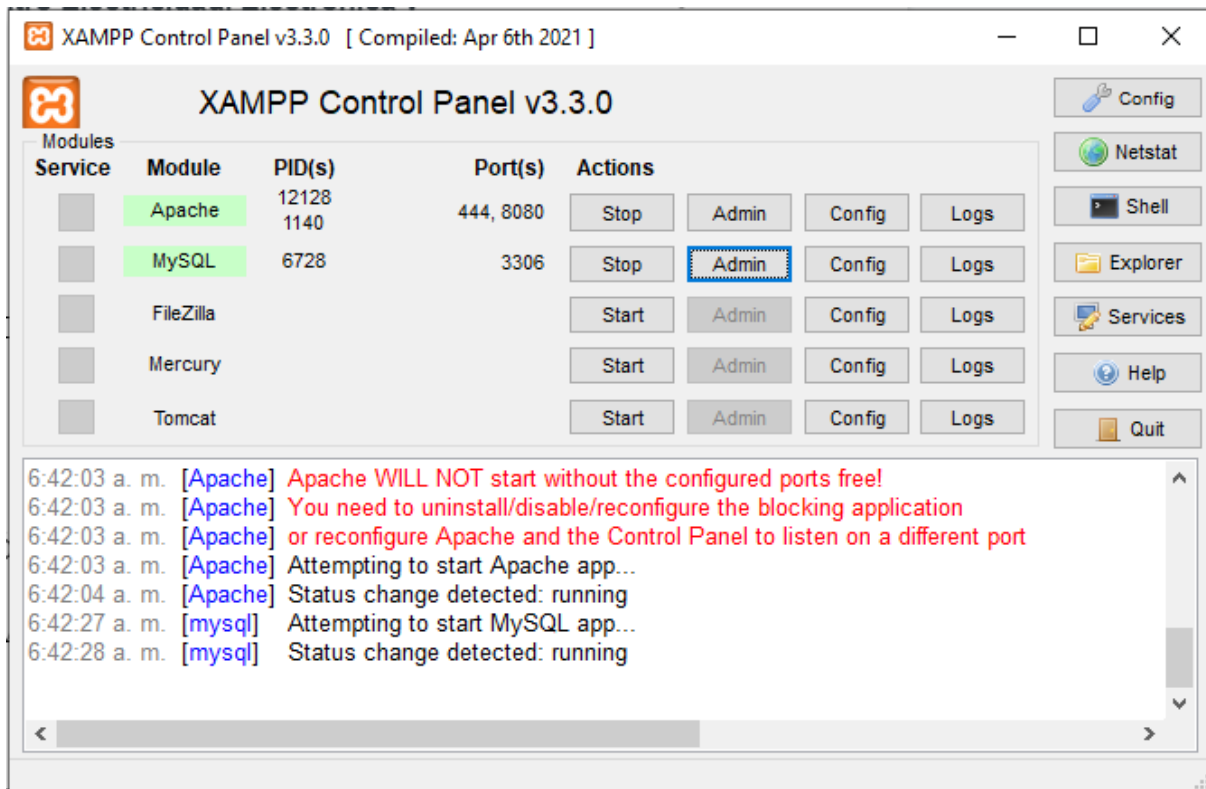 XAMPP Control Panel v3.3.0 [ Compiled: Apr 6th 2021 ]
XAMPP Control Panel v3.3.0
Config
Netstat
Shell
Explorer
Services
Help
Quit
Modules
Service Module PID(s) Port(s) Actions
Apache 12128 1140 444, 8080 Stop Admin Config Logs
MySQL 6728 3306 Stop Admin Config Logs
FileZilla Start Admin Config Logs
Mercury Start Admin Config Logs
Tomcat Start Admin Config Logs
6:42:03 a. m. [Apache] Apache WILL NOT start without the configured ports free!
6:42:03 a. m. [Apache] You need to uninstall/disable/reconfigure the blocking application
6:42:03 a. m. [Apache] or reconfigure Apache and the Control Panel to listen on a different port
6:42:03 a. m. [Apache] Attempting to start Apache app...
6:42:04 a. m. [Apache] Status change detected: running
6:42:27 a. m. [mysql] Attempting to start MySQL app...
6:42:28 a. m. [mysql] Status change detected: running